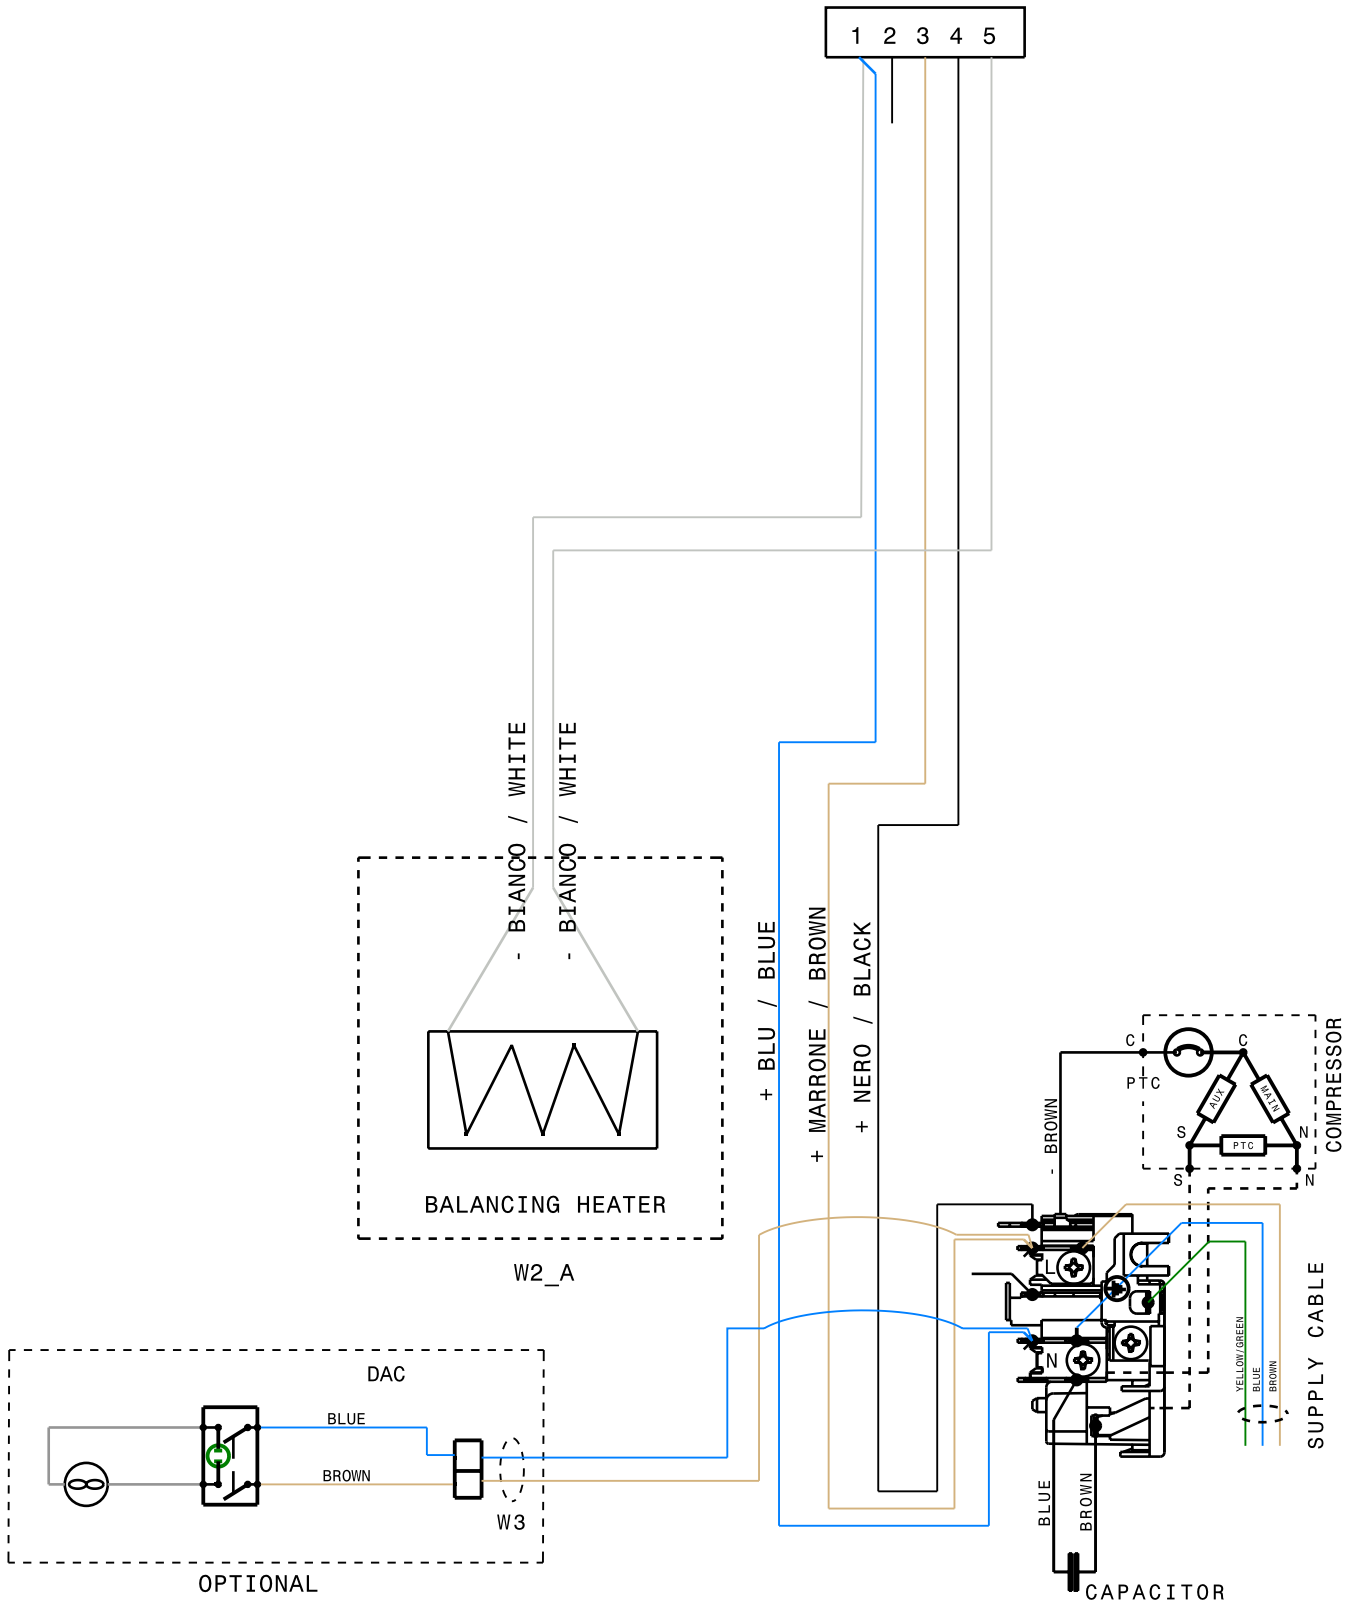 1 2 3 4 5
- BIANCO / WHITE
- BIANCO / WHITE
+ BLU / BLUE
+ MARRONE / BROWN
+ NERO / BLACK
BALANCING HEATER
W2_A
C
C
PTC
AUX
MAIN
S
N
PTC
S
N
COMPRESSOR
- BROWN
L
N
YELLOW/GREEN
BLUE
BROWN
SUPPLY CABLE
DAC
BLUE
BROWN
W3
OPTIONAL
BLUE
BROWN
CAPACITOR